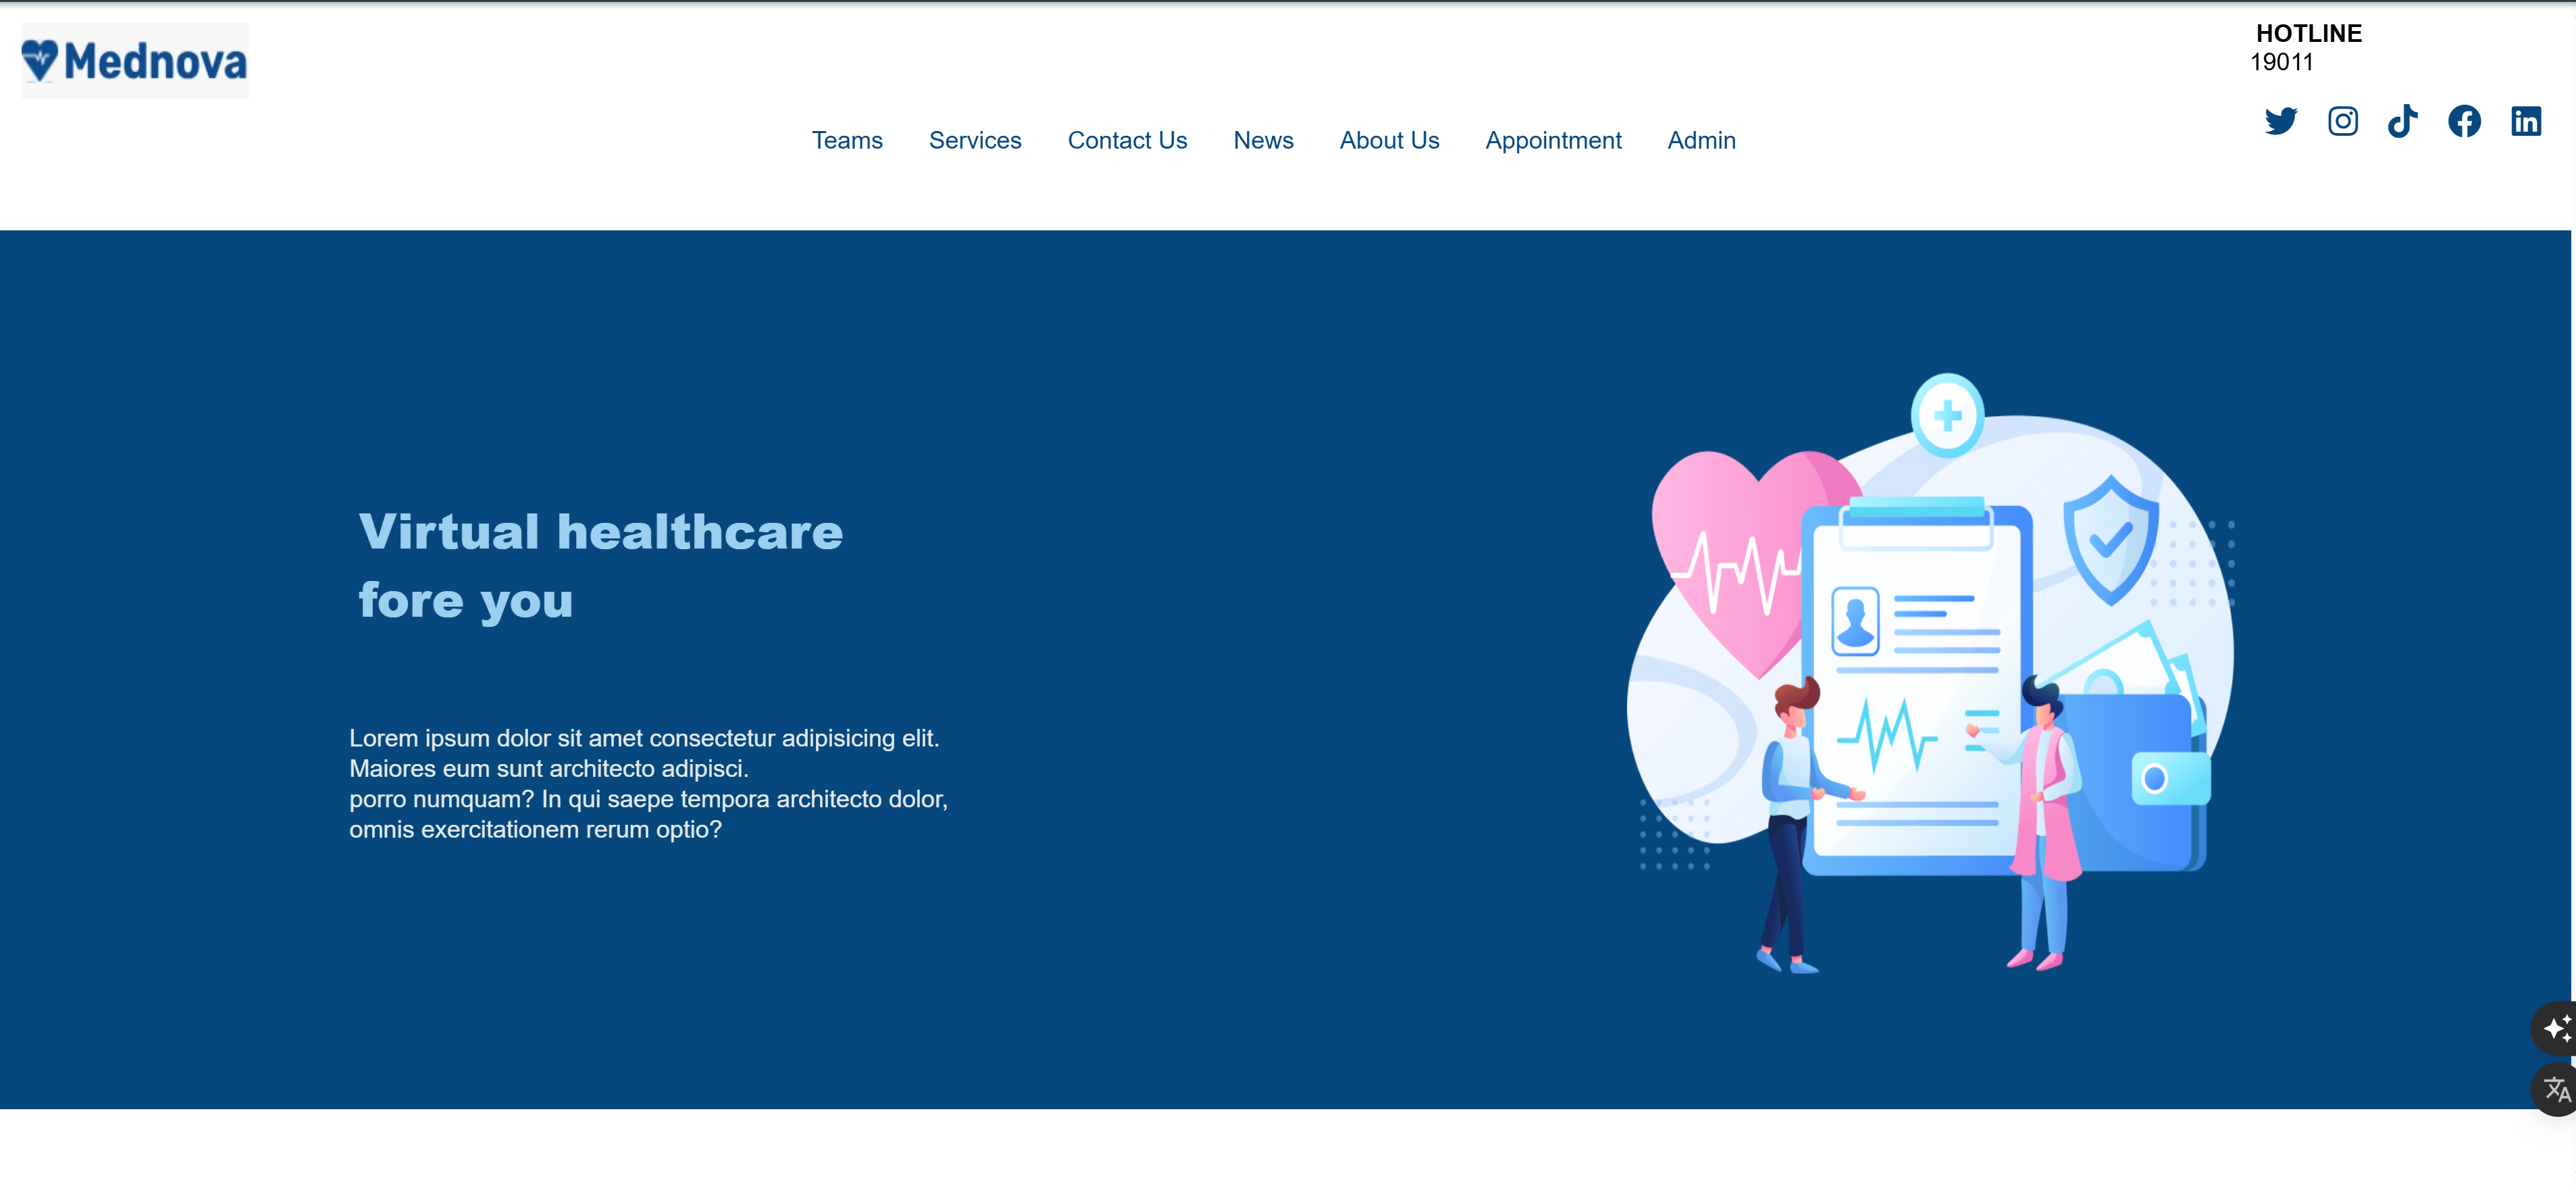 Mednova
HOTLINE
19011
Teams Services Contact Us News About Us Appointment Admin
Virtual healthcare
fore you
Lorem ipsum dolor sit amet consectetur adipisicing elit.
Maiores eum sunt architecto adipisci.
porro numquam? In qui saepe tempora architecto dolor,
omnis exercitationem rerum optio?